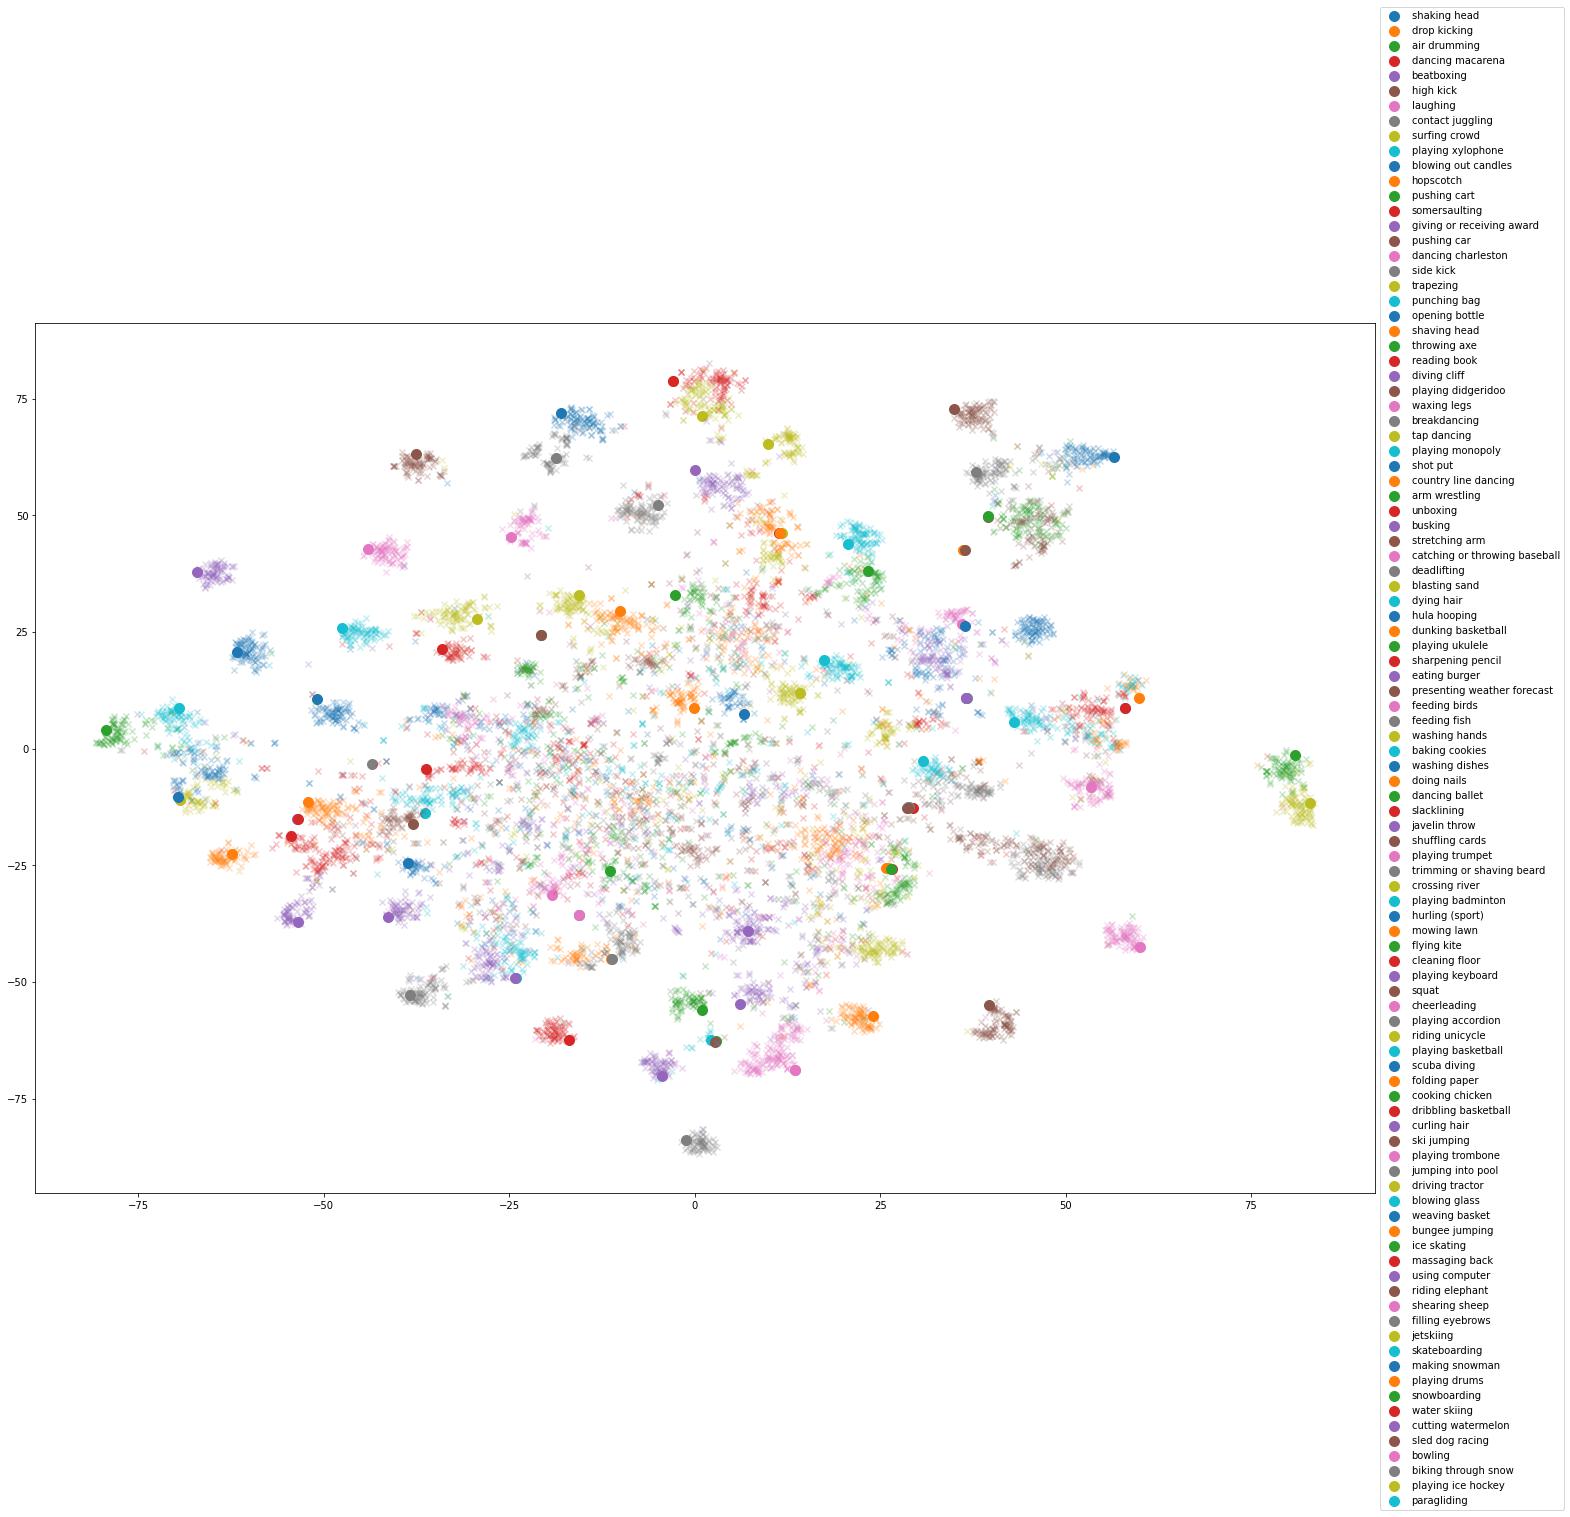 shaking head
drop kicking
air drumming
dancing macarena
beatboxing
high kick
laughing
contact juggling
surfing crowd
playing xylophone
blowing out candles
hopscotch
pushing cart
somersaulting
giving or receiving award
pushing car
dancing charleston
side kick
trapezing
punching bag
opening bottle
shaving head
throwing axe
reading book
diving cliff
playing didgeridoo
waxing legs
breakdancing
tap dancing
playing monopoly
shot put
country line dancing
arm wrestling
unboxing
busking
stretching arm
catching or throwing baseball
deadlifting
blasting sand
dying hair
hula hooping
dunking basketball
playing ukulele
sharpening pencil
eating burger
presenting weather forecast
feeding birds
feeding fish
washing hands
baking cookies
washing dishes
doing nails
dancing ballet
slacklining
javelin throw
shuffling cards
playing trumpet
trimming or shaving beard
crossing river
playing badminton
hurling (sport)
mowing lawn
flying kite
cleaning floor
playing keyboard
squat
cheerleading
playing accordion
riding unicycle
playing basketball
scuba diving
folding paper
cooking chicken
dribbling basketball
curling hair
ski jumping
playing trombone
jumping into pool
driving tractor
blowing glass
weaving basket
bungee jumping
ice skating
massaging back
using computer
riding elephant
shearing sheep
filling eyebrows
jetskiing
skateboarding
making snowman
playing drums
snowboarding
water skiing
cutting watermelon
sled dog racing
bowling
biking through snow
playing ice hockey
paragliding
75
50
25
0
−25
−50
−75
−75 −50 −25 0 25 50 75